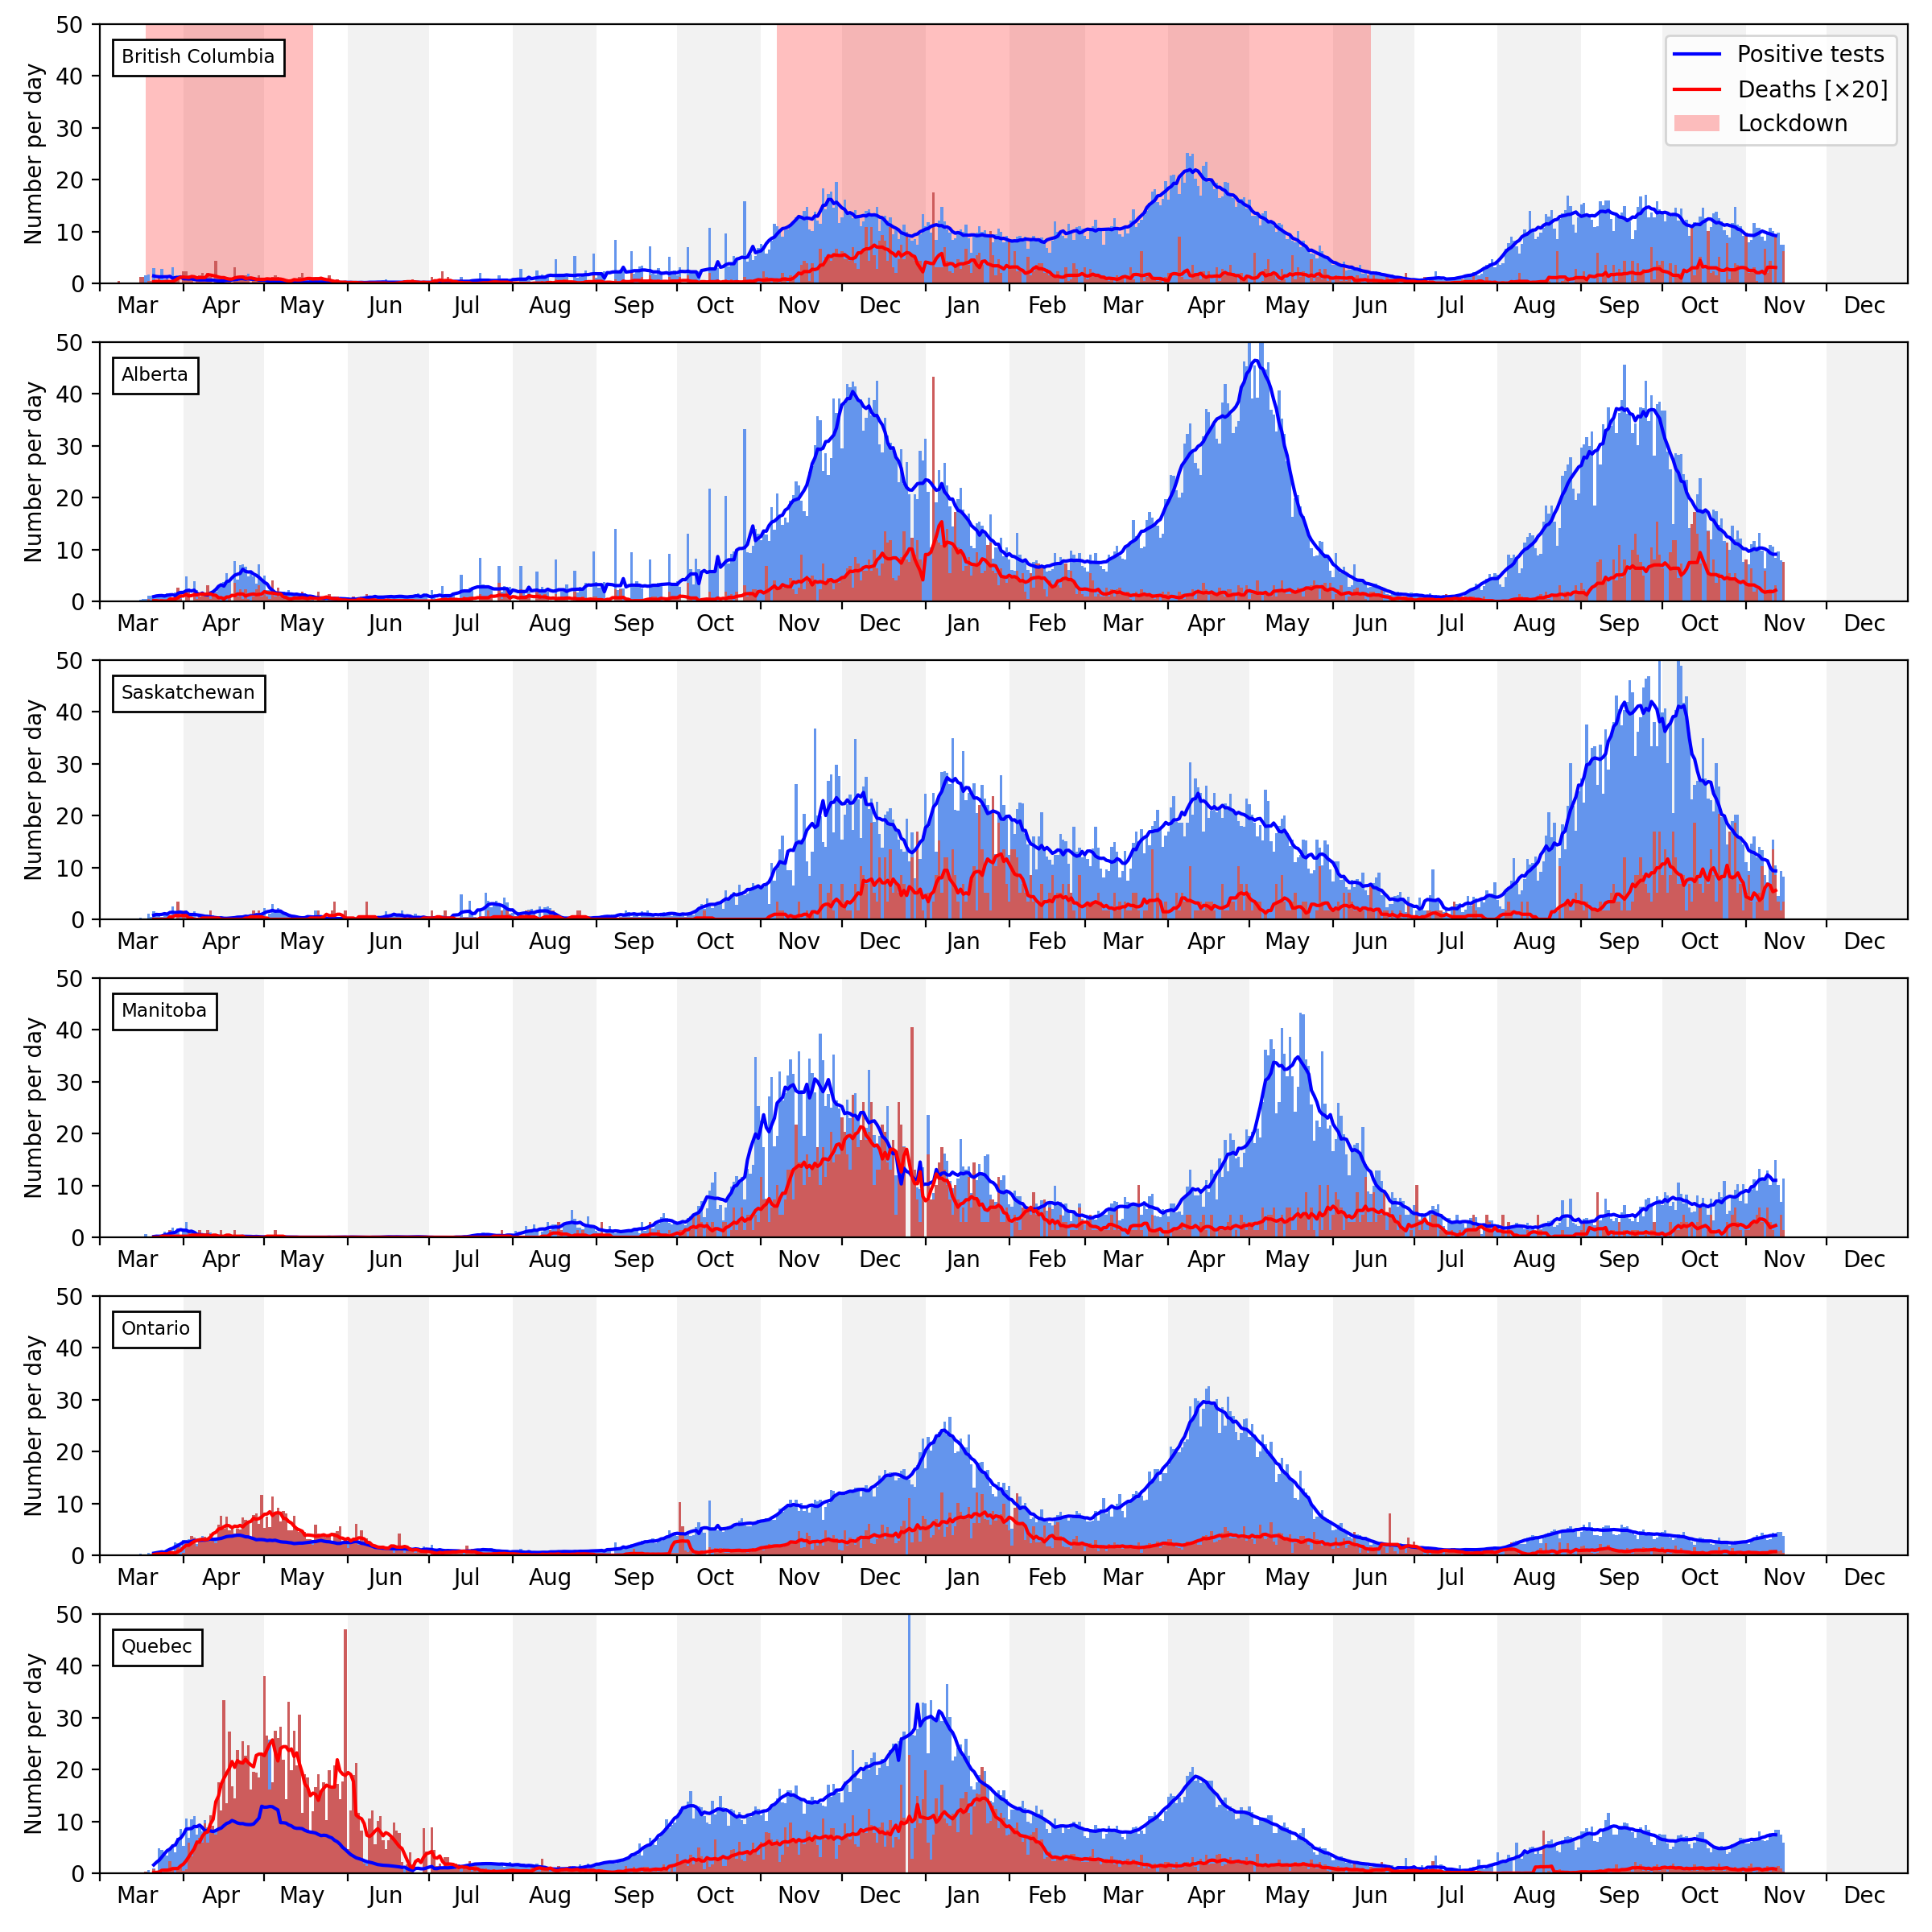 British Columbia
Positive tests
Deaths [×20]
Lockdown
Number per day
50
40
30
20
10
0
Mar Apr May Jun Jul Aug Sep Oct Nov Dec Jan Feb Mar Apr May Jun Jul Aug Sep Oct Nov Dec
Alberta
Number per day
50
40
30
20
10
0
Mar Apr May Jun Jul Aug Sep Oct Nov Dec Jan Feb Mar Apr May Jun Jul Aug Sep Oct Nov Dec
Saskatchewan
Number per day
50
40
30
20
10
0
Mar Apr May Jun Jul Aug Sep Oct Nov Dec Jan Feb Mar Apr May Jun Jul Aug Sep Oct Nov Dec
Manitoba
Number per day
50
40
30
20
10
0
Mar Apr May Jun Jul Aug Sep Oct Nov Dec Jan Feb Mar Apr May Jun Jul Aug Sep Oct Nov Dec
Ontario
Number per day
50
40
30
20
10
0
Mar Apr May Jun Jul Aug Sep Oct Nov Dec Jan Feb Mar Apr May Jun Jul Aug Sep Oct Nov Dec
Quebec
Number per day
50
40
30
20
10
0
Mar Apr May Jun Jul Aug Sep Oct Nov Dec Jan Feb Mar Apr May Jun Jul Aug Sep Oct Nov Dec